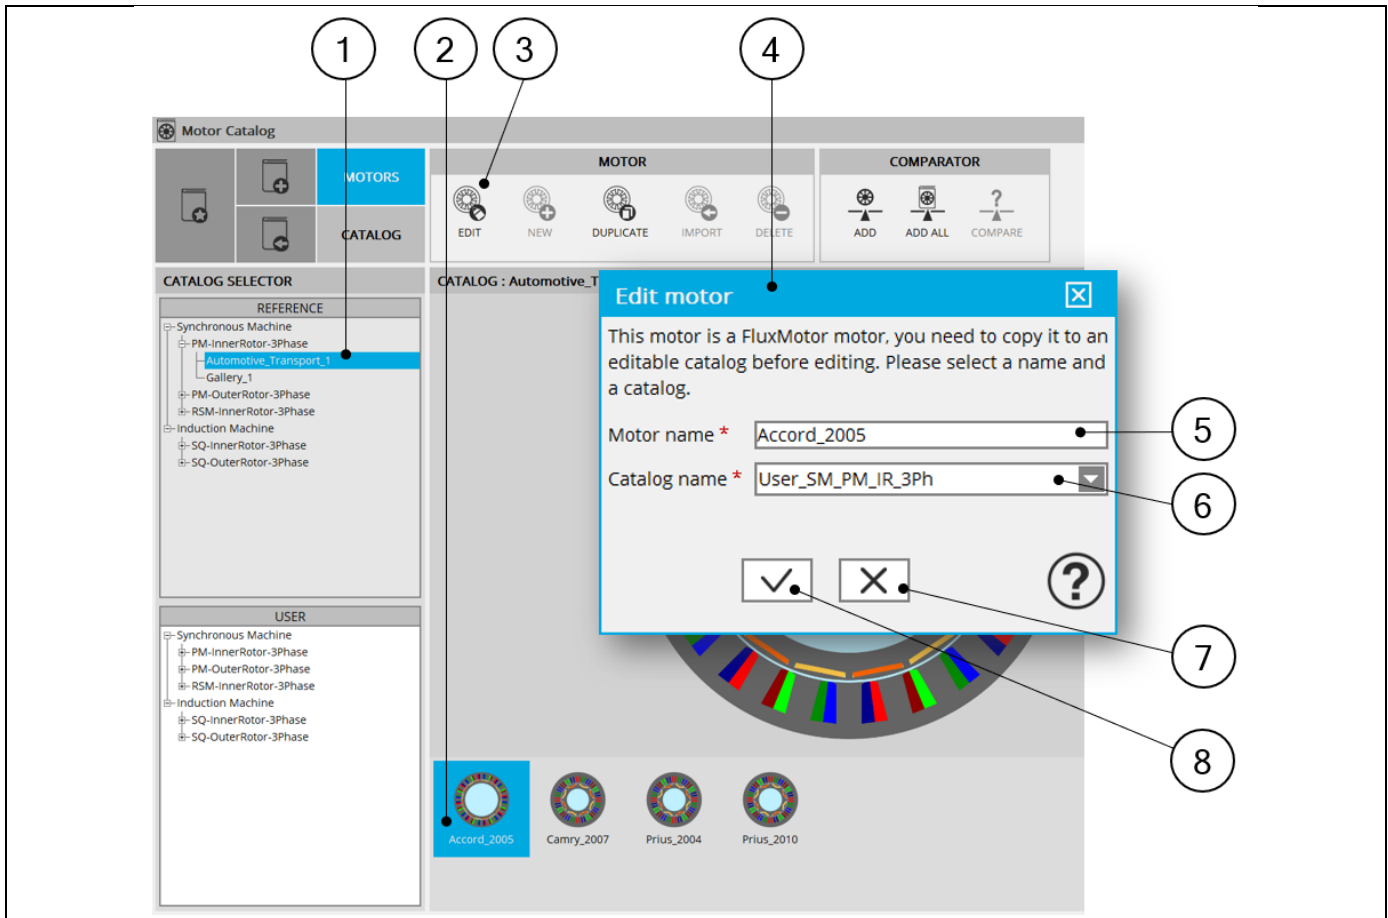 1
2
3
4
Motor Catalog
MOTORS
CATALOG
MOTOR
EDIT
NEW
DUPLICATE
IMPORT
DELETE
COMPARATOR
ADD
ADD ALL
COMPARE
CATALOG SELECTOR
REFERENCE
Synchronous Machine
PM-InnerRotor-3Phase
Automotive_Transport_1
Gallery_1
PM-OuterRotor-3Phase
RSM-InnerRotor-3Phase
Induction Machine
SQ-InnerRotor-3Phase
SQ-OuterRotor-3Phase
USER
Synchronous Machine
PM-InnerRotor-3Phase
PM-OuterRotor-3Phase
RSM-InnerRotor-3Phase
Induction Machine
SQ-InnerRotor-3Phase
SQ-OuterRotor-3Phase
CATALOG : Automotive_T
Edit motor
This motor is a FluxMotor motor, you need to copy it to an
editable catalog before editing. Please select a name and
a catalog.
Motor name * Accord_2005
Catalog name * User_SM_PM_IR_3Ph
?
5
6
7
8
Accord_2005
Camry_2007
Prius_2004
Prius_2010